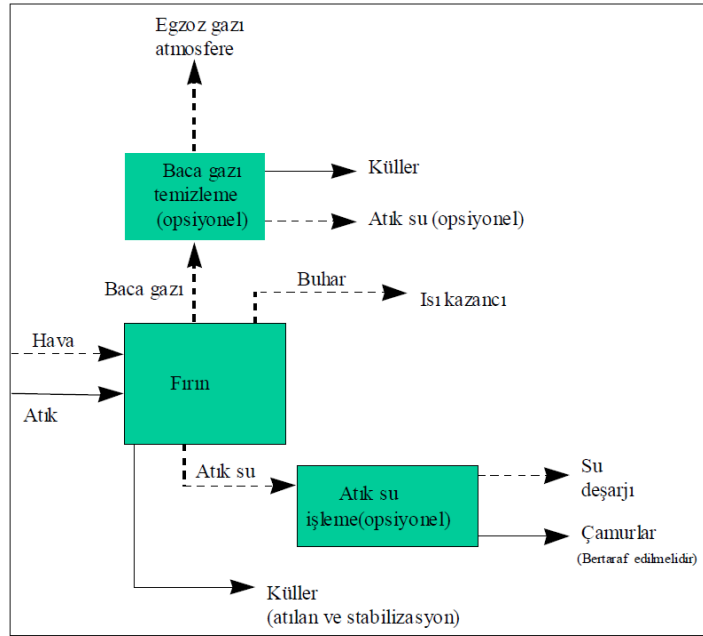 Egzoz gazı
atmosfere
Baca gazı
temizleme
(opsiyonel)
Küller
Atık su (opsiyonel)
Baca gazı
Buhar
Isı kazancı
Hava
Fırın
Atık
Atık su
Atık su
işleme(opsiyonel)
Su
deşarjı
Çamurlar
(Bertaraf edilmelidir)
Küller
(atılan ve stabilizasyon)